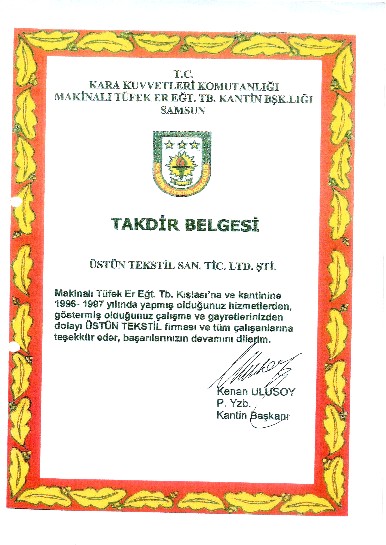 T.C.
KARA KUVVETLERİ KOMUTANLIĞI
MAKİNALI TÜFEK ER EĞT. TB. KANTİN BŞK.LIĞI
SAMSUN
TAKDİR BELGESİ
ÜSTÜN TEKSTİL SAN. TİC. LTD. ŞTİ.
Makinalı Tüfek Er Eğt. Tb. Kışlası'na ve kantinine
1996- 1997 yılında yapmış olduğunuz hizmetlerden,
göstermiş olduğunuz çalışma ve gayretlerinizden
dolayı ÜSTÜN TEKSTİL firması ve tüm çalışanlarına
teşekkür eder, başarılarınızın devamını dilerim.
Kenan ULUSOY
P. Yzb.
Kantin Başkanı